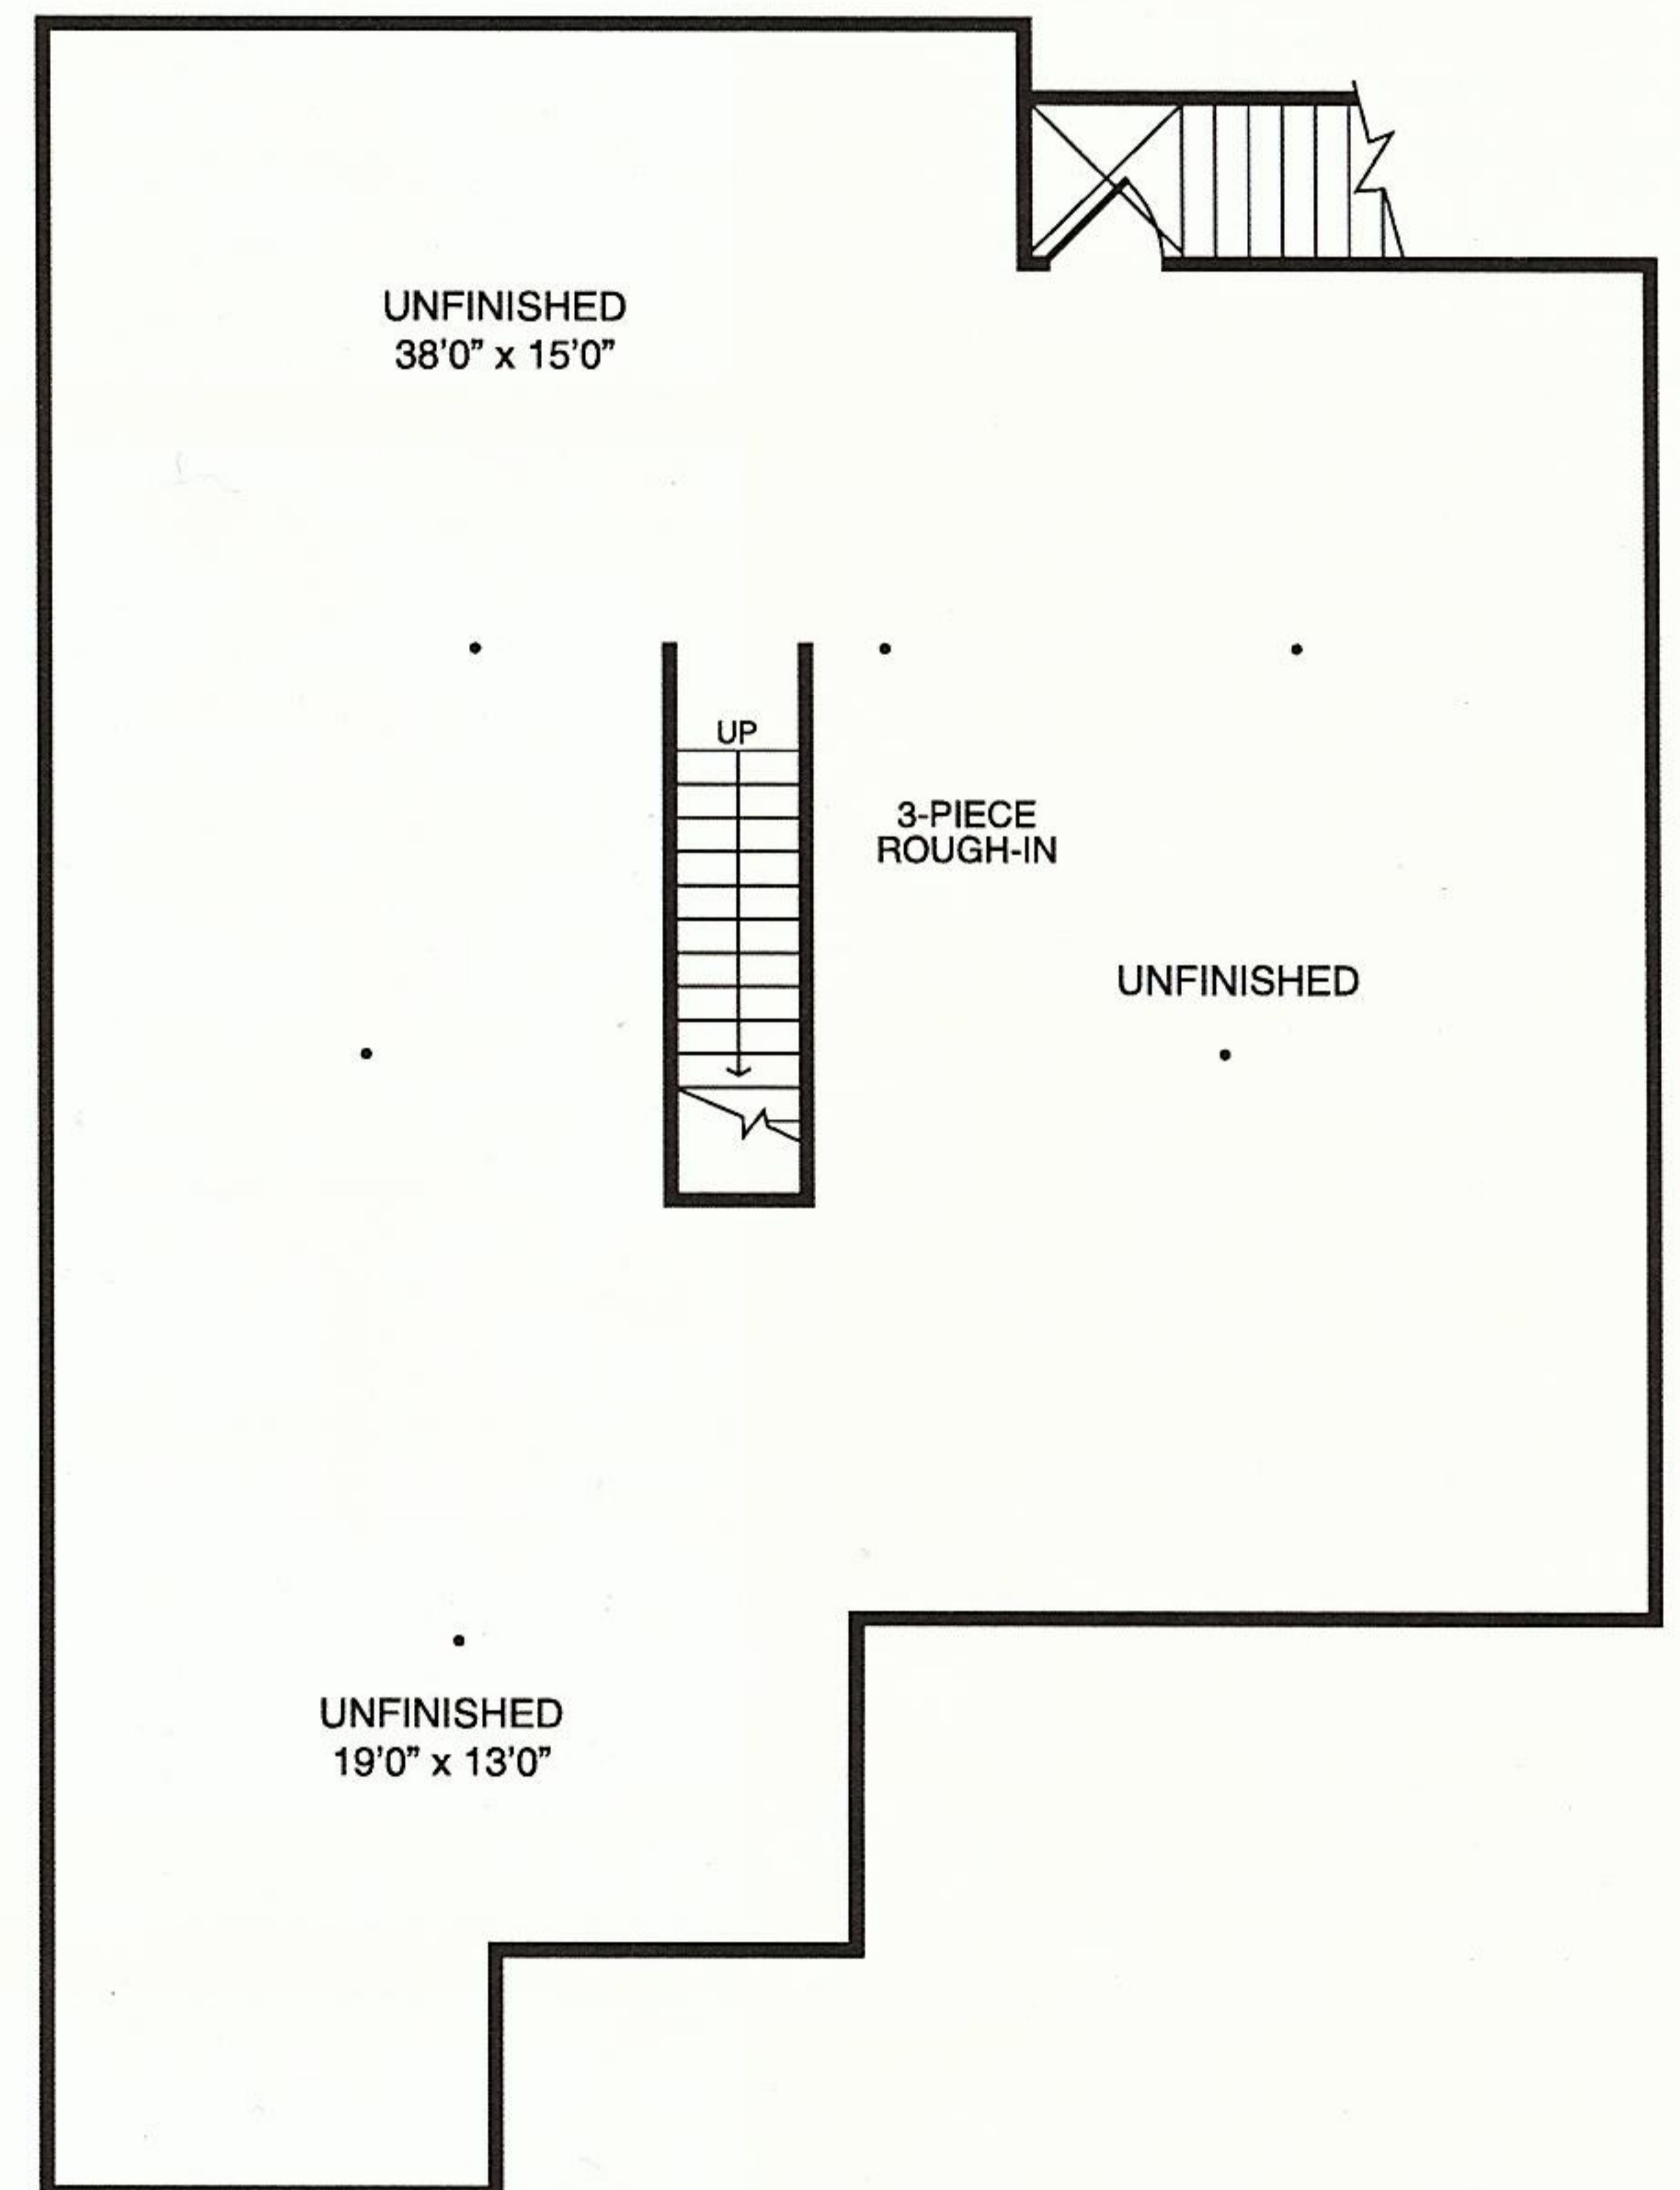 UNFINISHED
38'0" x 15'0"
UP
3-PIECE
ROUGH-IN
UNFINISHED
UNFINISHED
19'0" x 13'0"